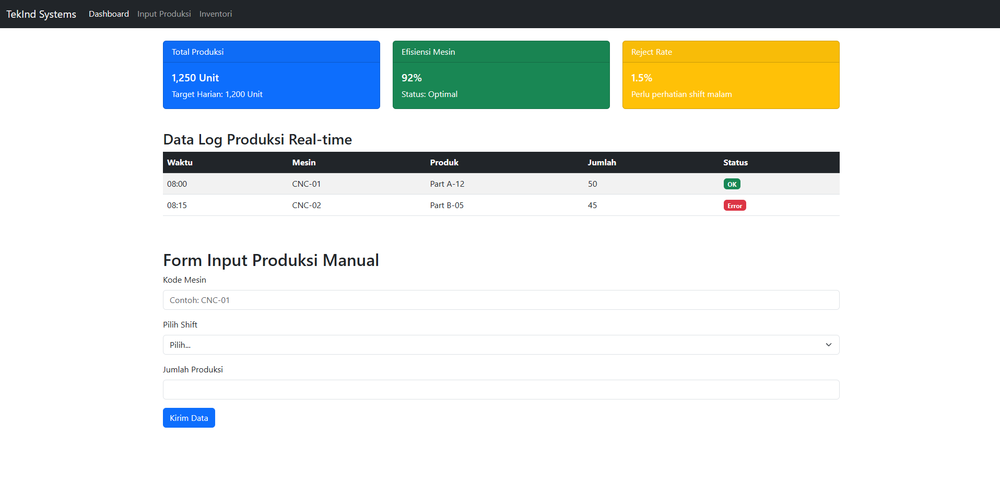 TekInd Systems Dashboard Input Produksi Inventori
Total Produksi
1,250 Unit
Target Harian: 1,200 Unit
Efisiensi Mesin
92%
Status: Optimal
Reject Rate
1.5%
Perlu perhatian shift malam
Data Log Produksi Real-time
Waktu Mesin Produk Jumlah Status
08:00 CNC-01 Part A-12 50 OK
08:15 CNC-02 Part B-05 45 Error
Form Input Produksi Manual
Kode Mesin
Contoh: CNC-01
Pilih Shift
Pilih...
Jumlah Produksi
Kirim Data